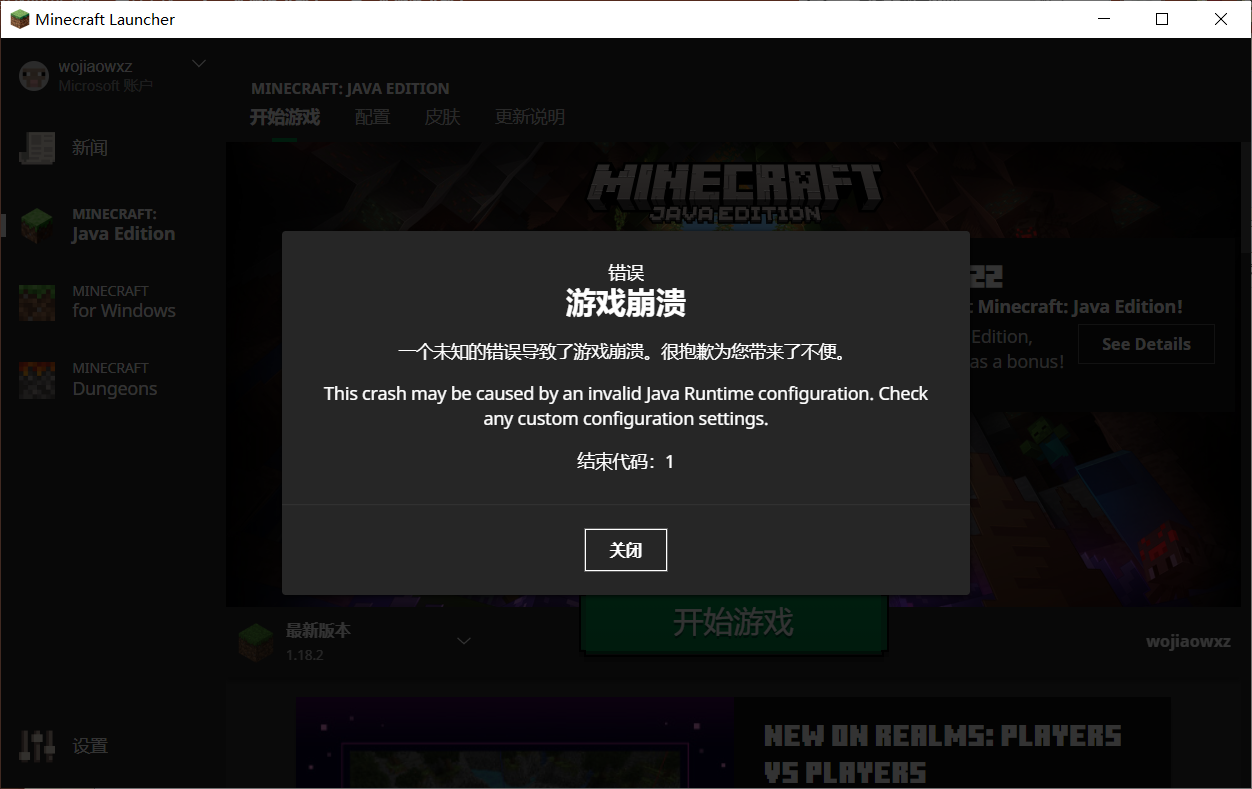 Minecraft Launcher
wojiaowxz
Microsoft 账户
新闻
MINECRAFT:
Java Edition
MINECRAFT
for Windows
MINECRAFT
Dungeons
设置
MINECRAFT: JAVA EDITION
开始游戏 配置 皮肤 更新说明
MINECRAFT
JAVA EDITION
22
Minecraft: Java Edition!
Edition,
as a bonus!
See Details
错误
游戏崩溃
一个未知的错误导致了游戏崩溃。很抱歉为您带来了不便。
This crash may be caused by an invalid Java Runtime configuration. Check
any custom configuration settings.
结束代码：1
关闭
最新版本
1.18.2
开始游戏
wojiaowxz
NEW ON REALMS: PLAYERS
VS PLAYERS